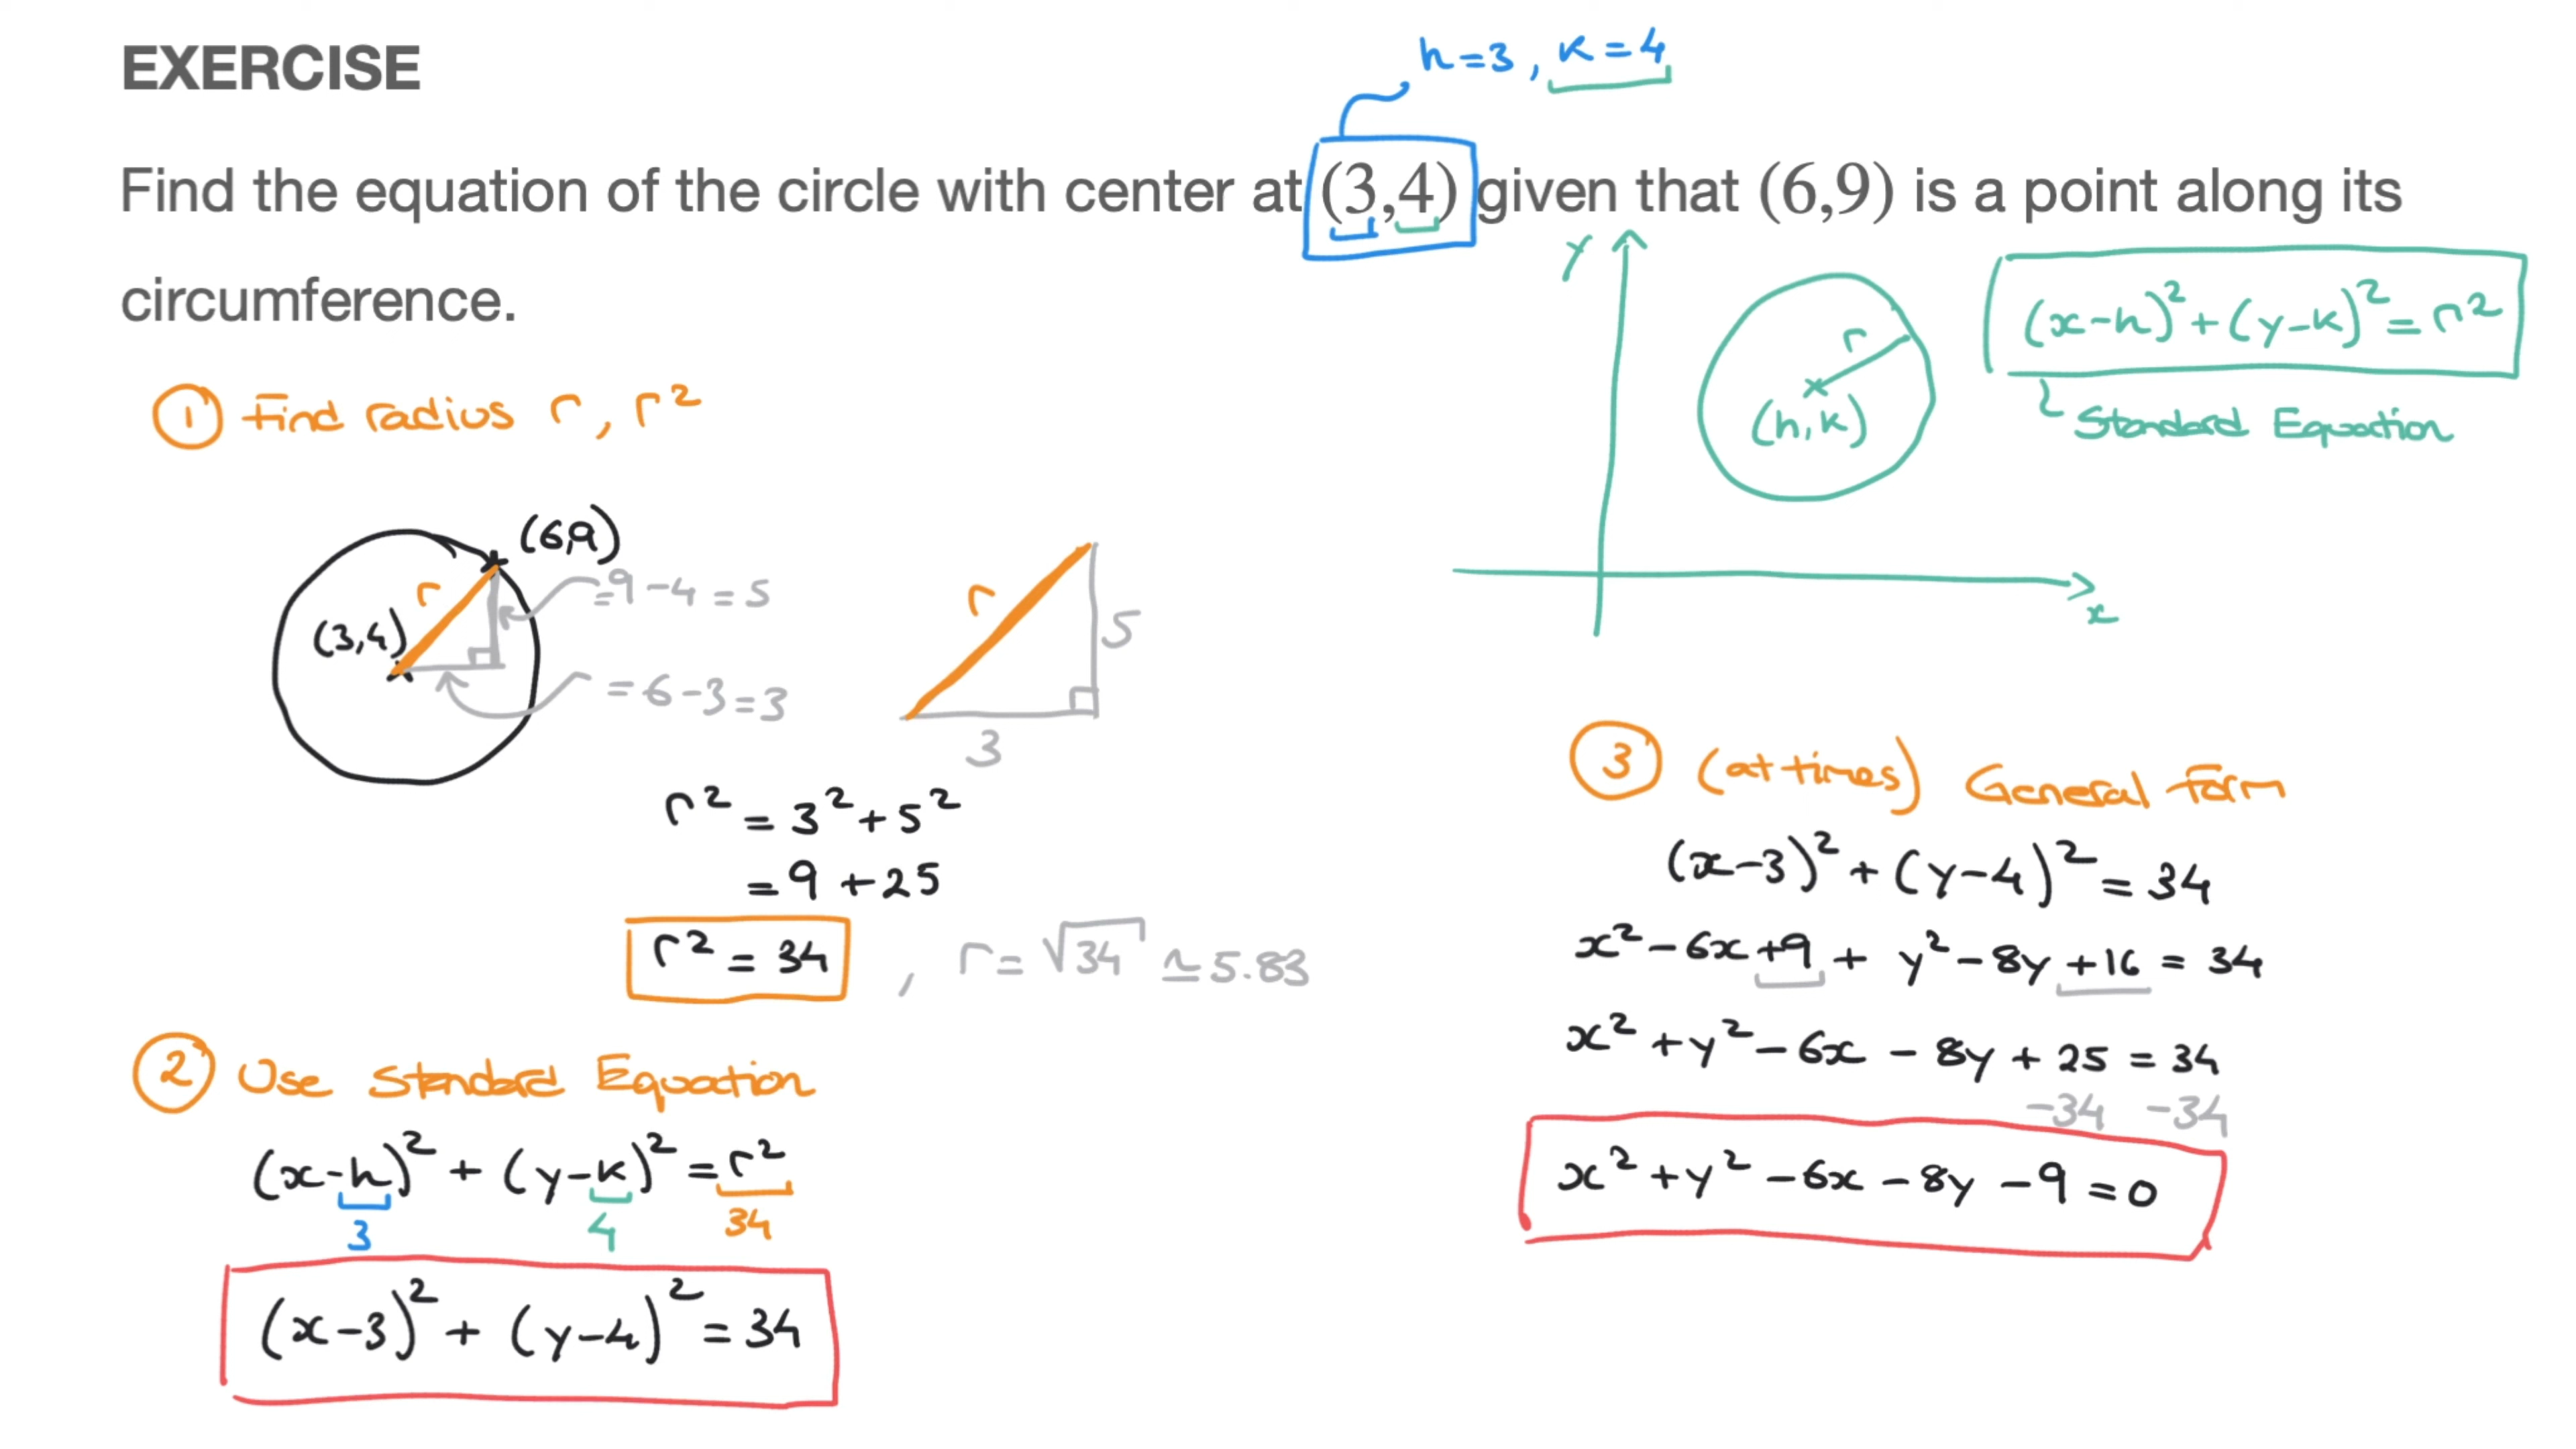 EXERCISE
h=3, k=4
Find the equation of the circle with center at (3,4) given that (6,9) is a point along its
circumference.
y
r
(h,k)
x
(x-h)²+(y-k)²=r²
Standard Equation
① Find radius r, r²
(6,9)
r
(3,4)
=9-4=5
=6-3=3
r
5
3
r²=3²+5²
=9+25
r²=34, r=√34≃5.83
② Use Standard Equation
(x-h)²+(y-k)²=r²
3 4 34
(x-3)²+(y-4)²=34
③ (at times) General Form
(x-3)²+(y-4)²=34
x²-6x+9+y²-8y+16=34
x²+y²-6x-8y+25=34
-34 -34
x²+y²-6x-8y-9=0